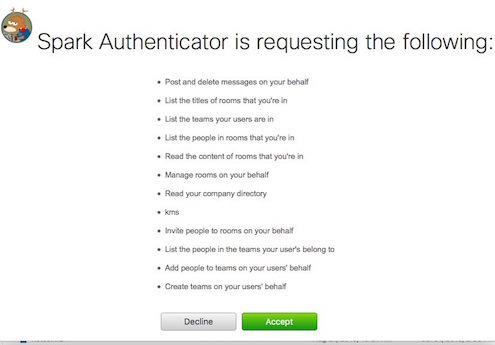 Spark Authenticator is requesting the following:
Post and delete messages on your behalf
List the titles of rooms that you're in
List the teams your users are in
List the people in rooms that you're in
Read the content of rooms that you're in
Manage rooms on your behalf
Read your company directory
kms
Invite people to rooms on your behalf
List the people in the teams your user's belong to
Add people to teams on your users' behalf
Create teams on your users' behalf
Decline
Accept